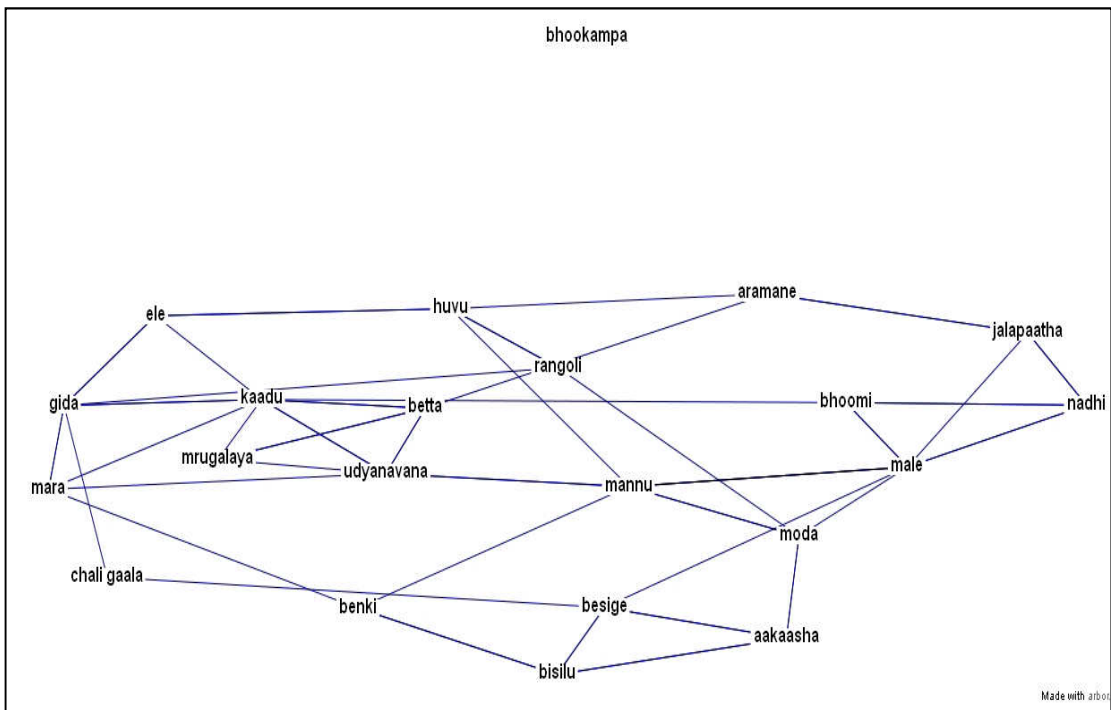 bhookampa
aramane
huvu
ele
jalapaatha
rangoli
kaadu
gida
betta
bhoomi
nadhi
mrugalaya
udyanavana
male
mara
mannu
moda
chali gaala
benki
besige
aakaasha
bisilu
Made with arbor